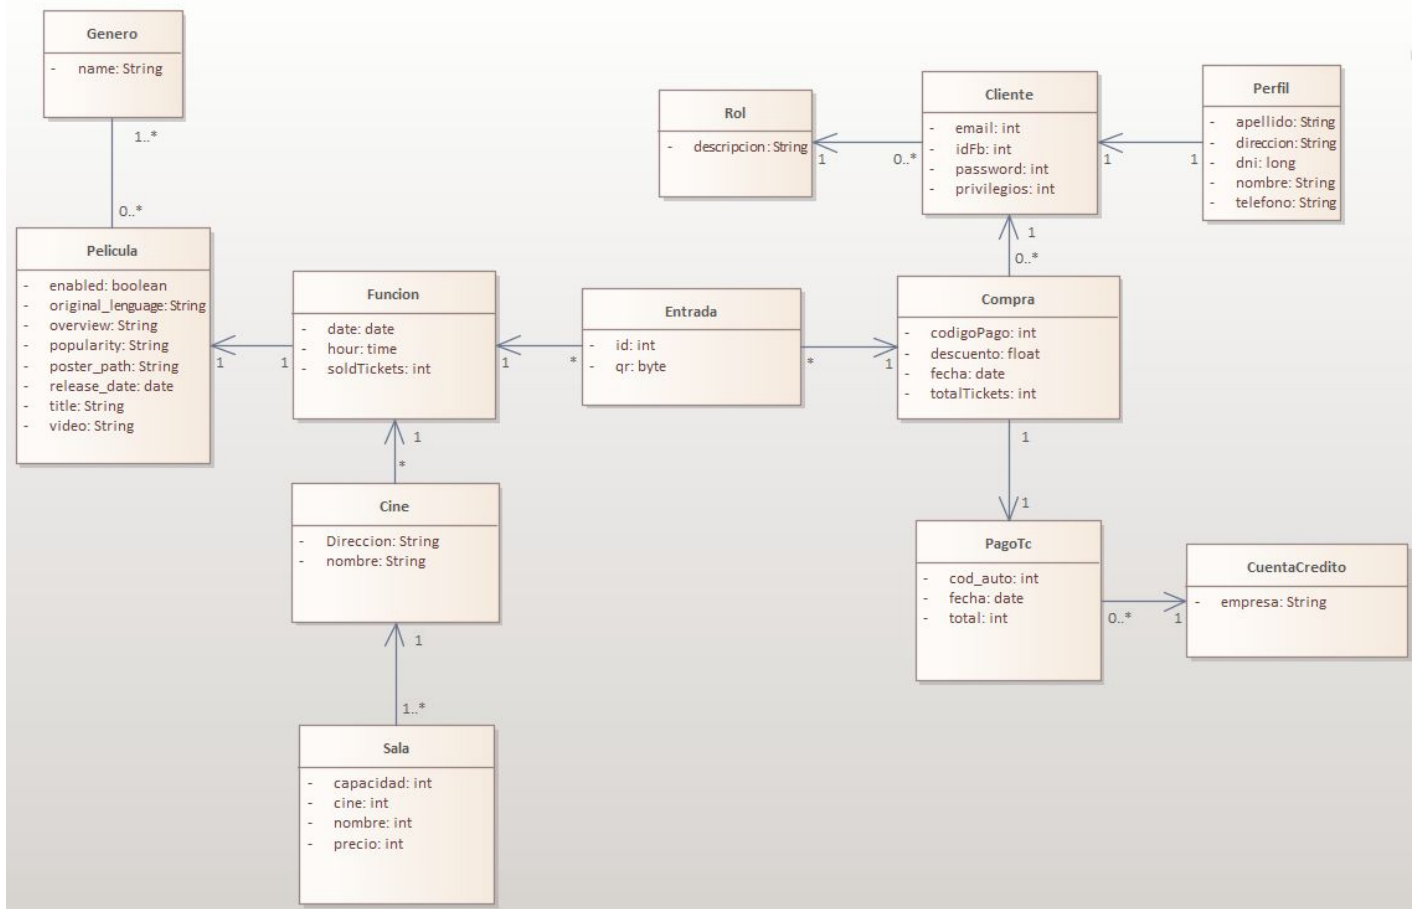 Genero
- name: String
1..*
0..*
Pelicula
- enabled: boolean
- original_lenguage: String
- overview: String
- popularity: String
- poster_path: String
- release_date: date
- title: String
- video: String
1
1
Funcion
- date: date
- hour: time
- soldTickets: int
1
*
Entrada
- id: int
- qr: byte
*
1
Rol
- descripcion: String
1
0..*
Cliente
- email: int
- idFb: int
- password: int
- privilegios: int
1
1
Perfil
- apellido: String
- direccion: String
- dni: long
- nombre: String
- telefono: String
1
0..*
Compra
- codigoPago: int
- descuento: float
- fecha: date
- totalTickets: int
1
1
PagoTc
- cod_auto: int
- fecha: date
- total: int
0..*
1
CuentaCredito
- empresa: String
1
*
Cine
- Direccion: String
- nombre: String
1
1..*
Sala
- capacidad: int
- cine: int
- nombre: int
- precio: int